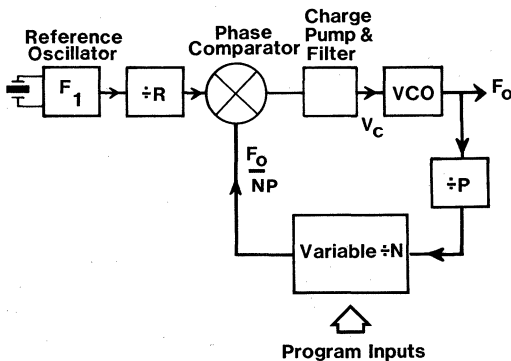 Reference
Oscillator
F1
÷R
Phase
Comparator
Charge
Pump &
Filter
VC
VCO
FO
÷P
FO
NP
Variable ÷N
Program Inputs